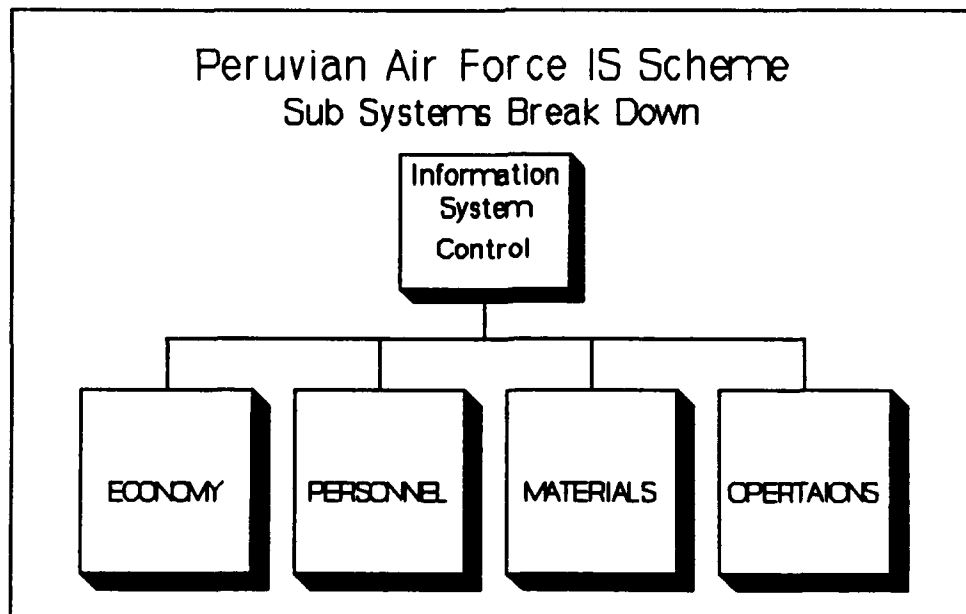 Peruvian Air Force IS Scheme
Sub Systems Break Down
Information
System
Control
ECONOMY
PERSONNEL
MATERIALS
OPERTAIONS